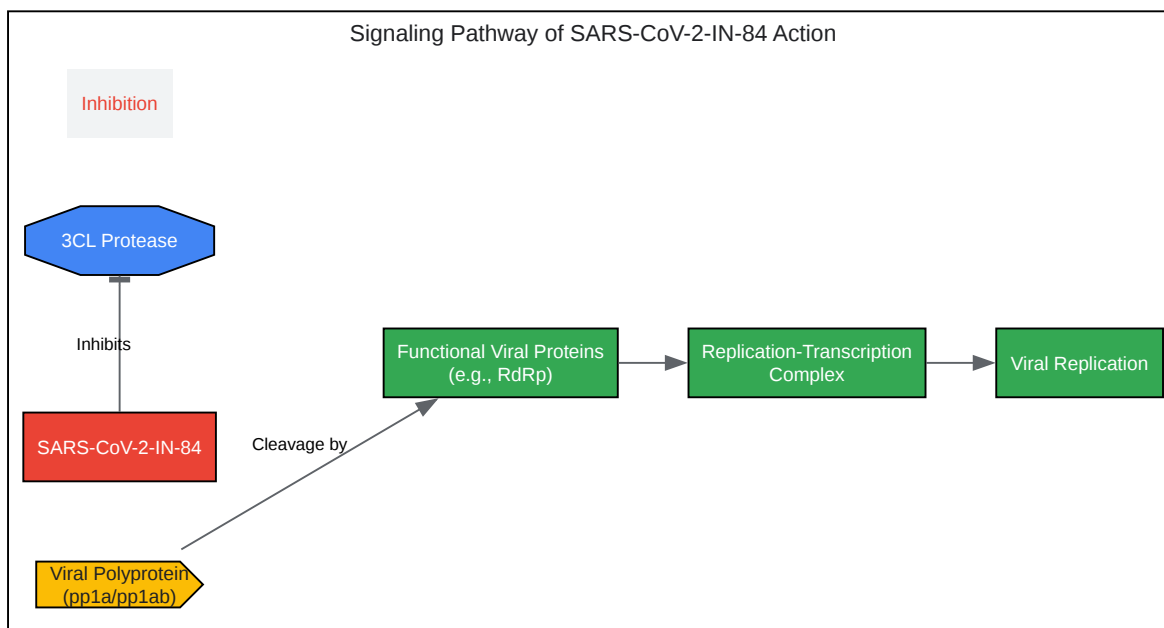 Signaling Pathway of SARS-CoV-2-IN-84 Action
Inhibition
3CL Protease
Inhibits
Functional Viral Proteins
(e.g., RdRp)
Replication-Transcription
Complex
Viral Replication
SARS-CoV-2-IN-84
Cleavage by
Viral Polyprotein
(pp1a/pp1ab)